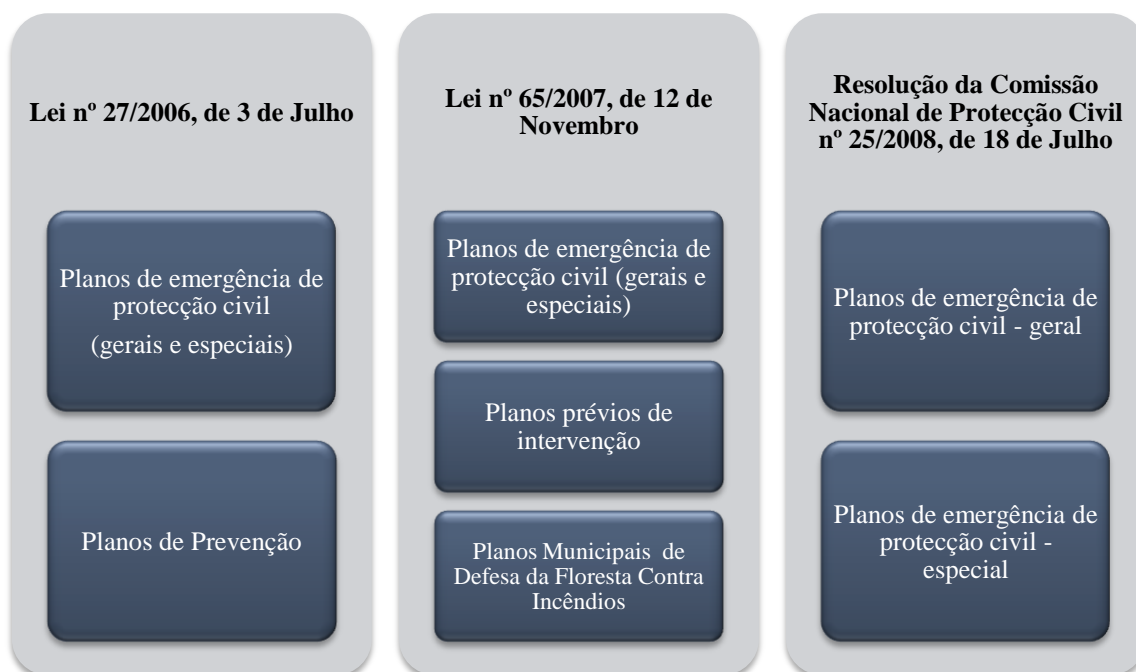 Lei nº 27/2006, de 3 de Julho
Planos de emergência de
protecção civil
(gerais e especiais)
Planos de Prevenção
Lei nº 65/2007, de 12 de
Novembro
Planos de emergência de
protecção civil (gerais e
especiais)
Planos prévios de
intervenção
Planos Municipais de
Defesa da Floresta Contra
Incêndios
Resolução da Comissão
Nacional de Protecção Civil
nº 25/2008, de 18 de Julho
Planos de emergência de
protecção civil - geral
Planos de emergência de
protecção civil -
especial